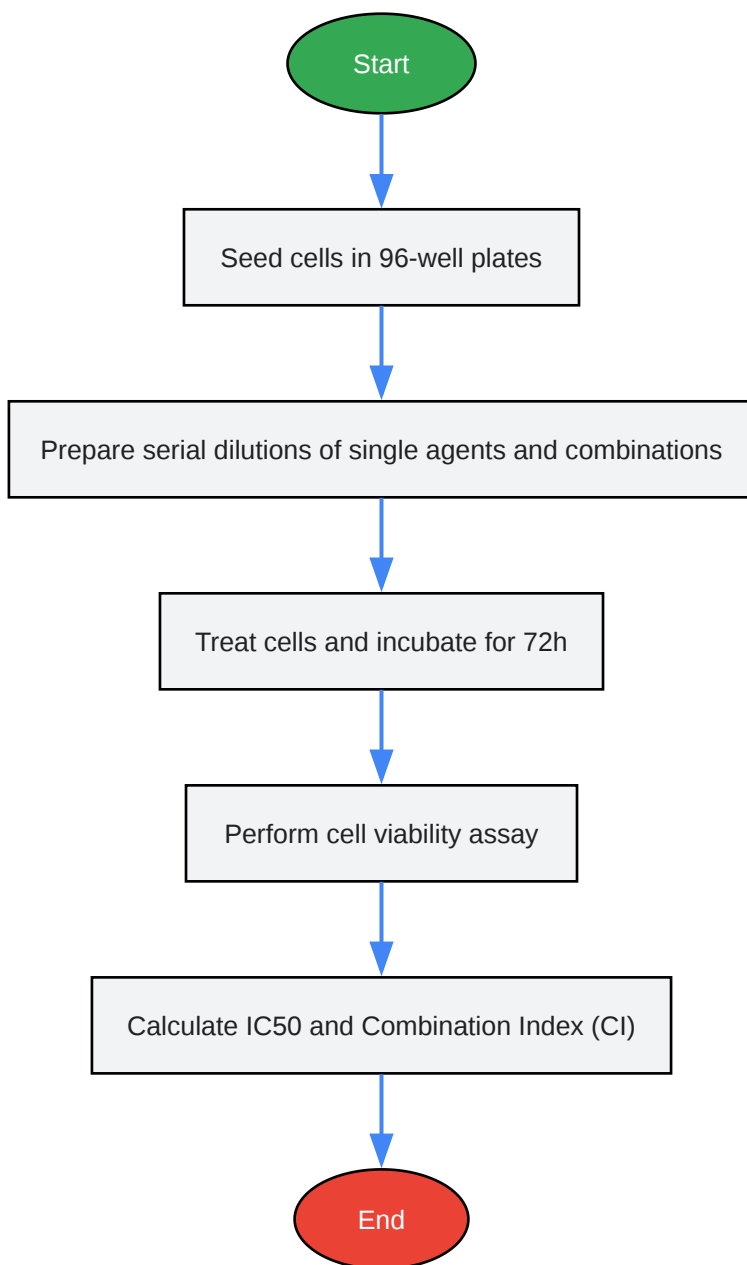 Start
Seed cells in 96-well plates
Prepare serial dilutions of single agents and combinations
Treat cells and incubate for 72h
Perform cell viability assay
Calculate IC50 and Combination Index (CI)
End